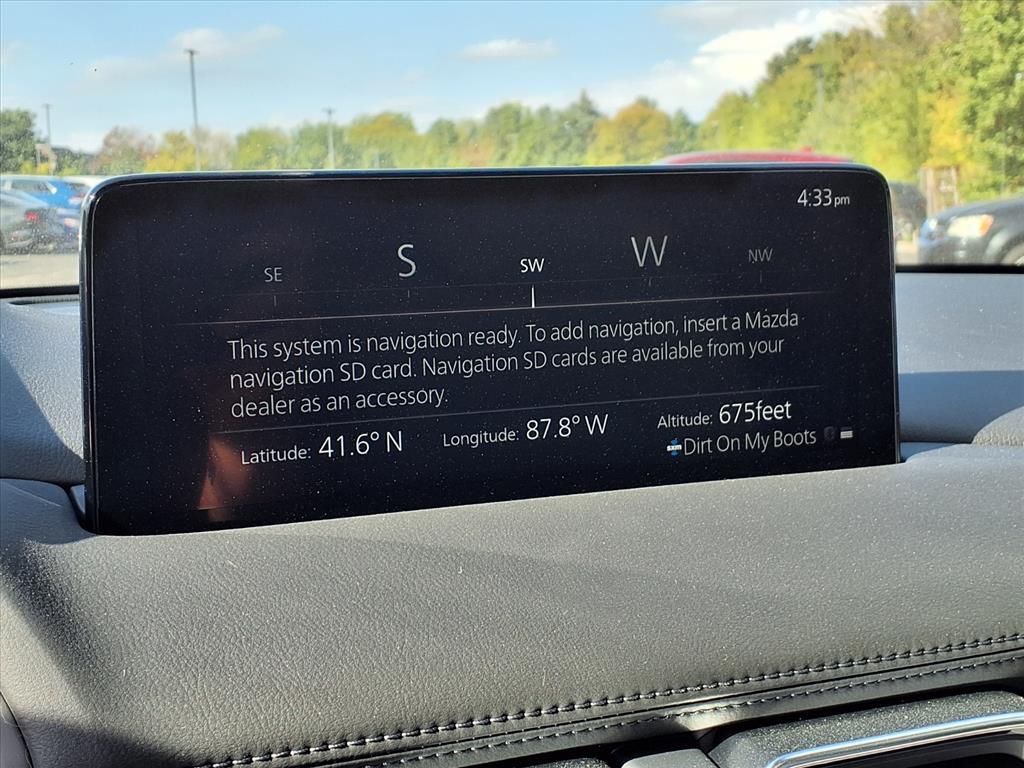 4:33pm
SE S SW W NW
This system is navigation ready. To add navigation, insert a Mazda
navigation SD card. Navigation SD cards are available from your
dealer as an accessory.
Latitude: 41.6° N Longitude: 87.8° W Altitude: 675feet
sxm Dirt On My Boots